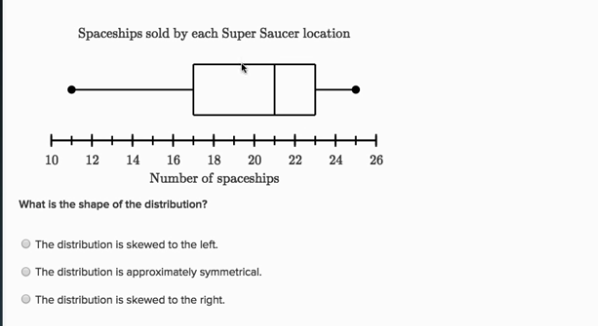 Spaceships sold by each Super Saucer location
10 12 14 16 18 20 22 24 26
Number of spaceships
What is the shape of the distribution?
The distribution is skewed to the left.
The distribution is approximately symmetrical.
The distribution is skewed to the right.